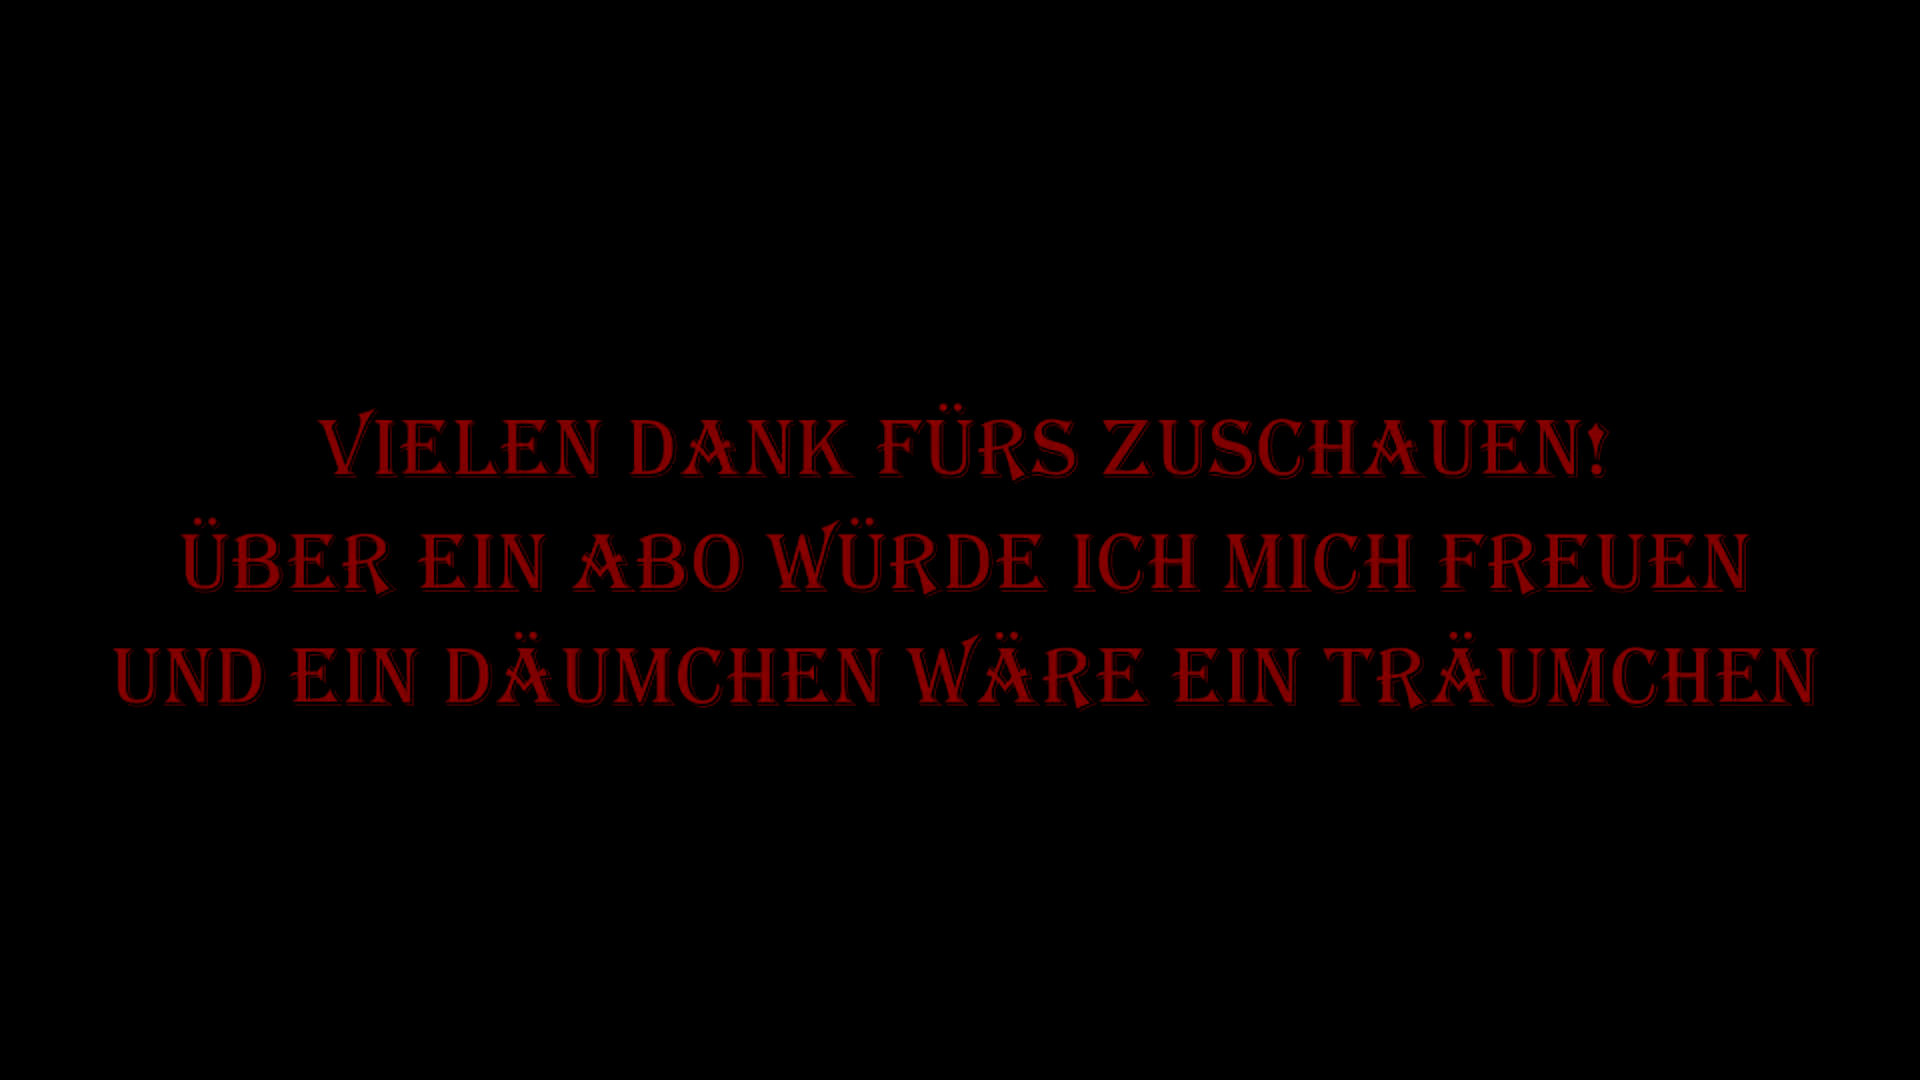 VIELEN DANK FÜRS ZUSCHAUEN!
ÜBER EIN ABO WÜRDE ICH MICH FREUEN
UND EIN DÄUMCHEN WÄRE EIN TRÄUMCHEN